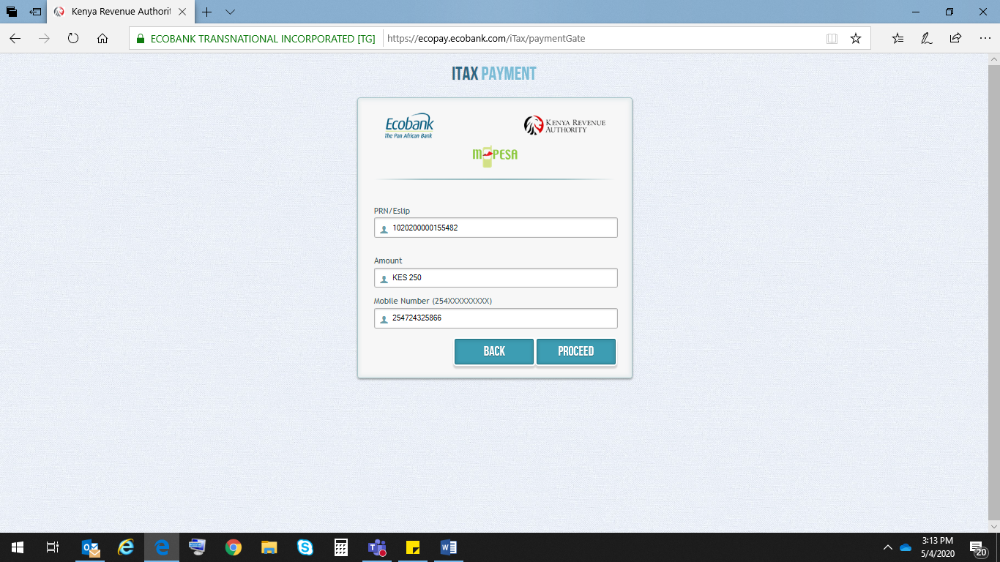 Kenya Revenue Authorit
ECOBANK TRANSNATIONAL INCORPORATED [TG]
https://ecopay.ecobank.com/iTax/paymentGate
ITAX PAYMENT
Ecobank
The Pan African Bank
KENYA REVENUE
AUTHORITY
M PESA
PRN/Eslip
1020200000155482
Amount
KES 250
Mobile Number (254XXXXXXXXX)
254724325866
BACK
PROCEED
3:13 PM
5/4/2020
20